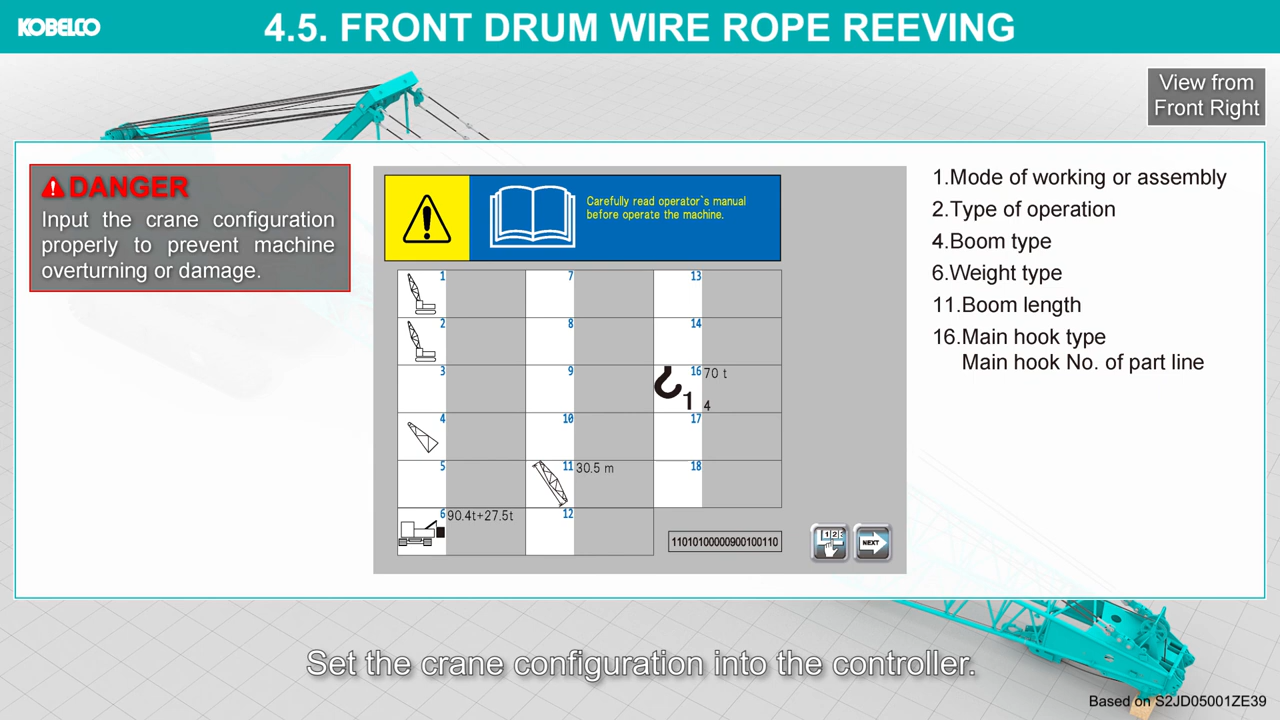 KOBELCO
4.5. FRONT DRUM WIRE ROPE REEVING
View from
Front Right
DANGER
Input the crane configuration
properly to prevent machine
overturning or damage.
Carefully read operator`s manual
before operate the machine.
1
7
13
2
8
14
3
9
16
70 t
1
4
4
10
17
5
11
30.5 m
18
6
90.4t+27.5t
12
11010100000900100110
123
NEXT
1.Mode of working or assembly
2.Type of operation
4.Boom type
6.Weight type
11.Boom length
16.Main hook type
Main hook No. of part line
Set the crane configuration into the controller.
Based on S2JD05001ZE39